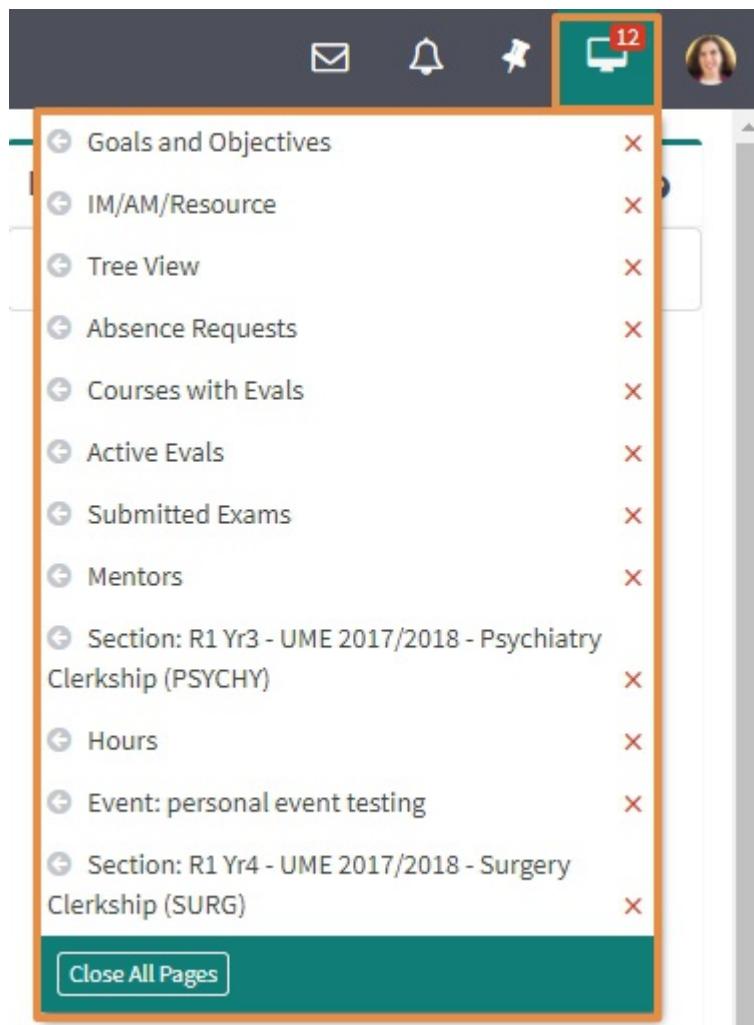 12
Goals and Objectives
IM/AM/Resource
Tree View
Absence Requests
Courses with Evals
Active Evals
Submitted Exams
Mentors
Section: R1 Yr3 - UME 2017/2018 - Psychiatry
Clerkship (PSYCHY)
Hours
Event: personal event testing
Section: R1 Yr4 - UME 2017/2018 - Surgery
Clerkship (SURG)
Close All Pages